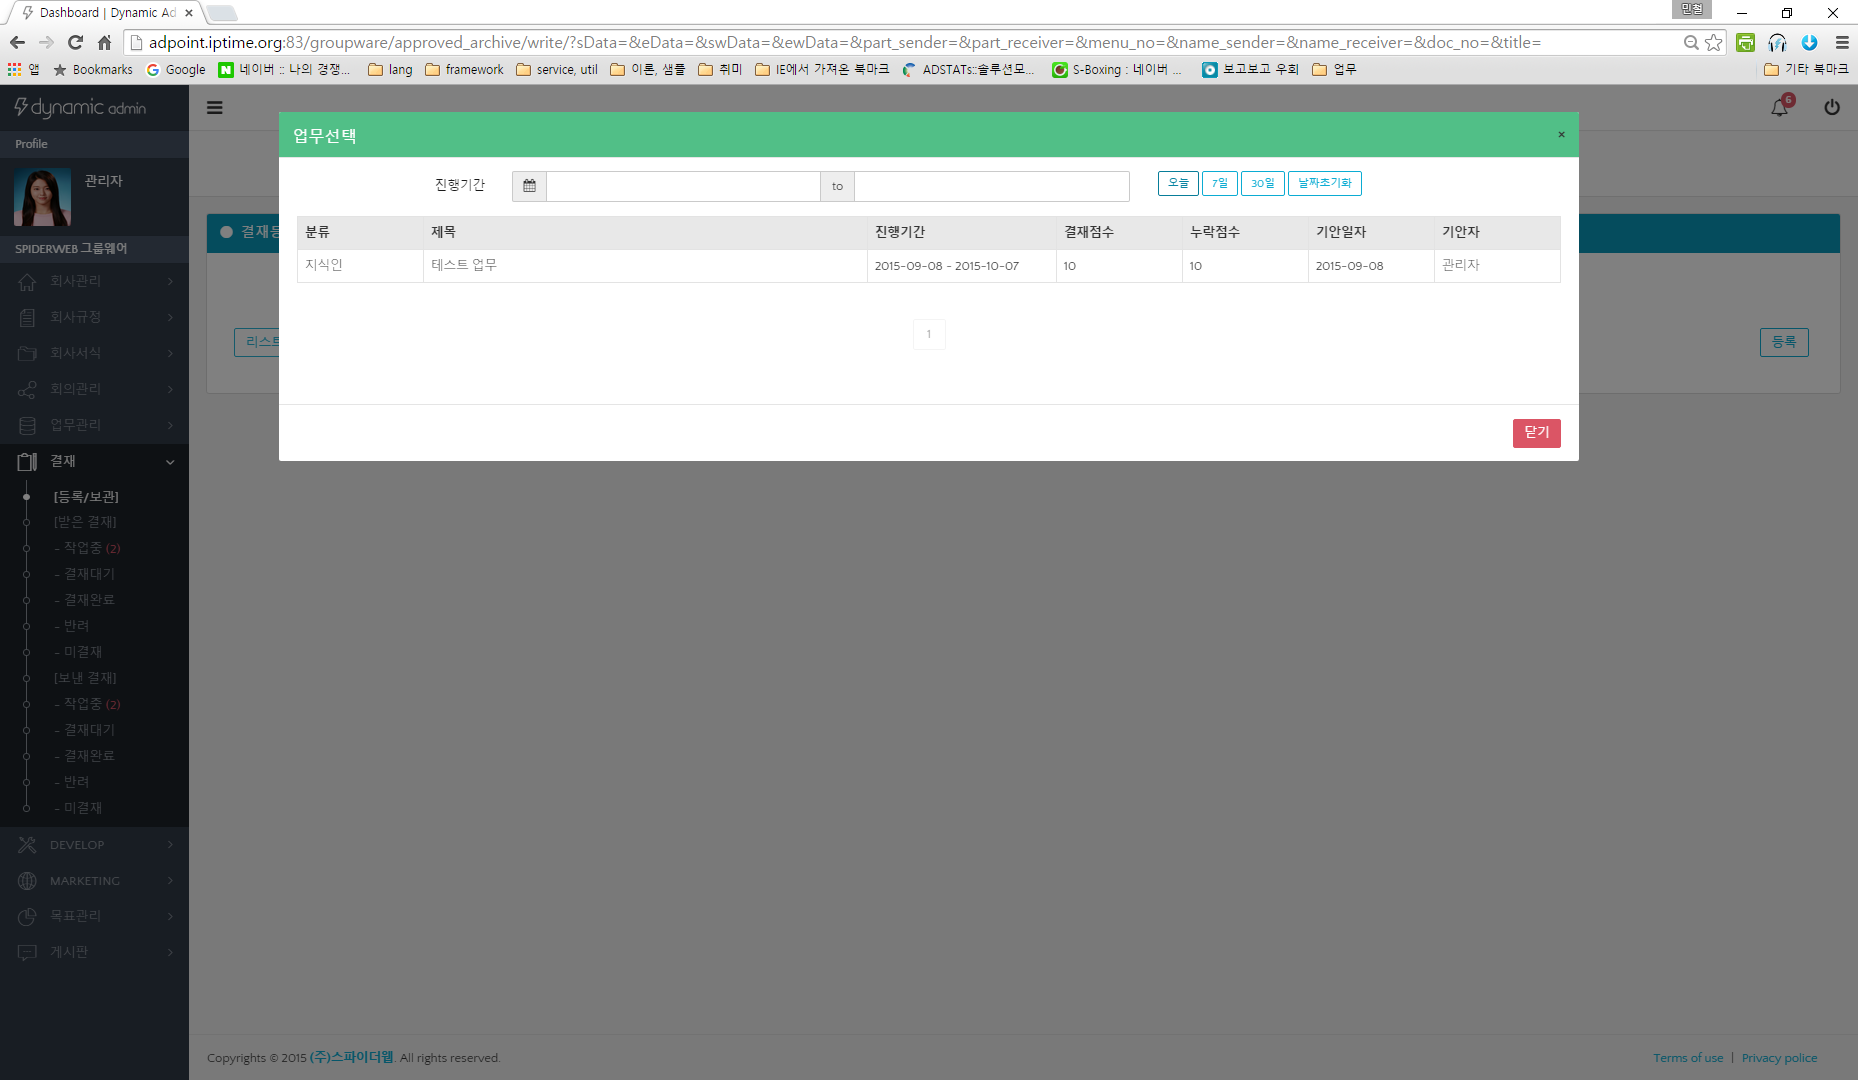 Dashboard | Dynamic Ad
민철
adpoint.iptime.org:83/groupware/approved_archive/write/?sData=&eData=&swData=&ewData=&part_sender=&part_receiver=&menu_no=&name_sender=&name_receiver=&doc_no=&title=
앱 Bookmarks Google 네이버 :: 나의 경쟁... lang framework service, util 이론, 샘플 취미 IE에서 가져온 북마크 ADSTATs::솔루션모... S-Boxing : 네이버 ... 보고보고 우회 업무 기타 북마크
dynamic admin
6
Profile
관리자
SPIDERWEB 그룹웨어
회사관리
회사규정
회사서식
회의관리
업무관리
결재
[등록/보관]
[받은 결재]
- 작업중 (2)
- 결재대기
- 결재완료
- 반려
- 미결재
[보낸 결재]
- 작업중 (2)
- 결재대기
- 결재완료
- 반려
- 미결재
DEVELOP
MARKETING
목표관리
게시판
업무선택 ×
진행기간 to 오늘 7일 30일 날짜초기화
분류 제목 진행기간 결재점수 누락점수 기안일자 기안자
지식인 테스트 업무 2015-09-08 - 2015-10-07 10 10 2015-09-08 관리자
1
닫기
결재등
리스트
등록
Copyrights © 2015 (주)스파이더웹. All rights reserved.
Terms of use | Privacy police